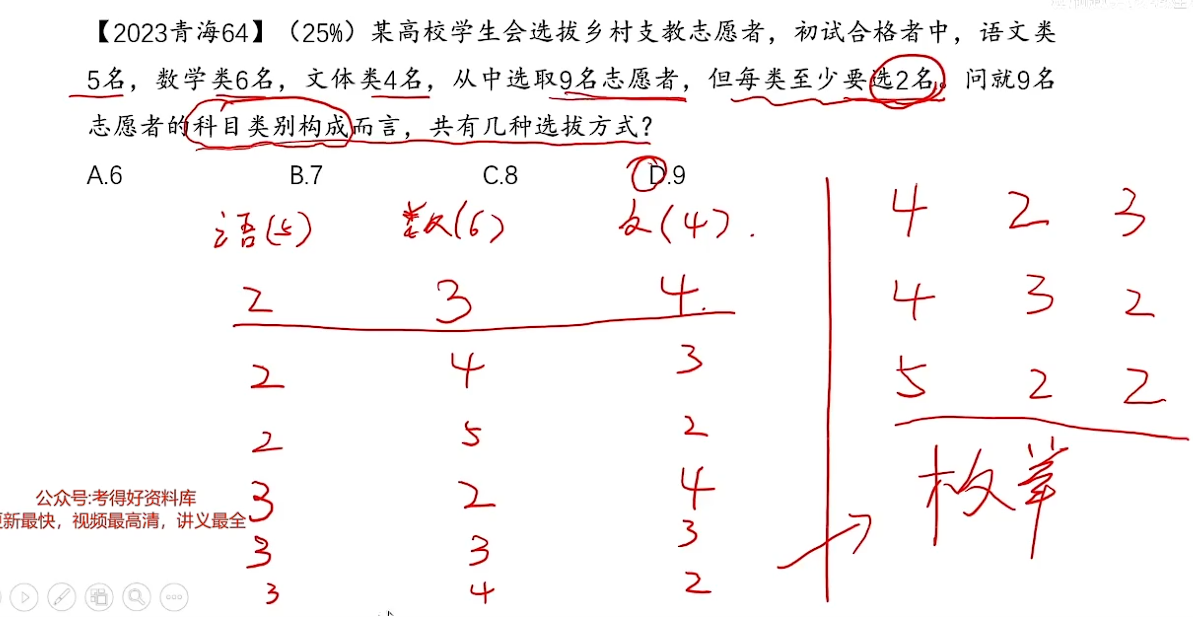 【2023青海64】（25%）某高校学生会选拔乡村支教志愿者，初试合格者中，语文类
5名，数学类6名，文体类4名，从中选取9名志愿者，但每类至少要选2名。问就9名
志愿者的科目类别构成而言，共有几种选拔方式？
A.6 B.7 C.8 D.9
语(5) 数(6) 文(4).
2 3 4.
2 4 3
2 5 2
3 2 4
3 3 3
3 4 2
4 2 3
4 3 2
5 2 2
枚举
公众号:考得好资料库
更新最快，视频最高清，讲义最全